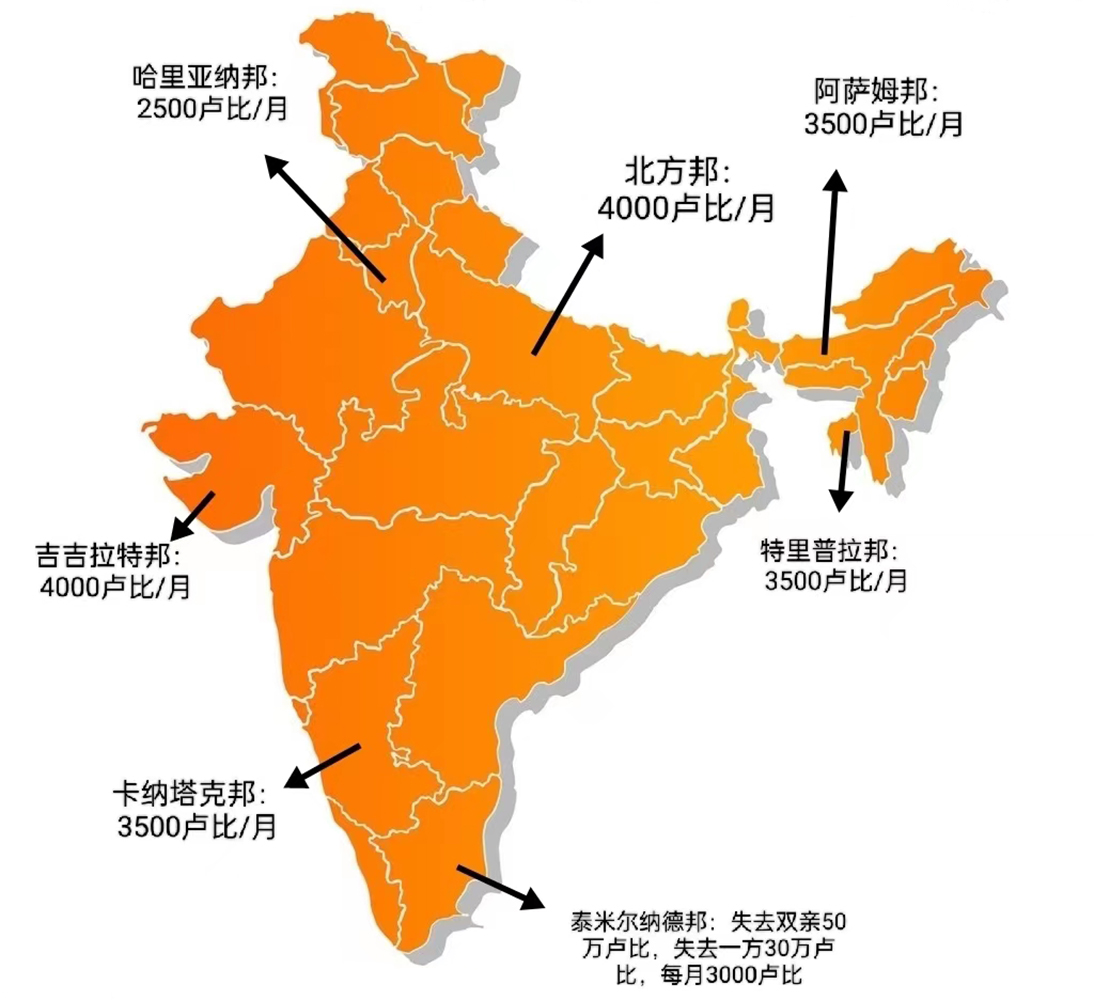 哈里亚纳邦：
2500卢比/月
阿萨姆邦：
3500卢比/月
北方邦：
4000卢比/月
吉吉拉特邦：
4000卢比/月
特里普拉邦：
3500卢比/月
卡纳塔克邦：
3500卢比/月
泰米尔纳德邦：失去双亲50
万卢比，失去一方30万卢
比，每月3000卢比